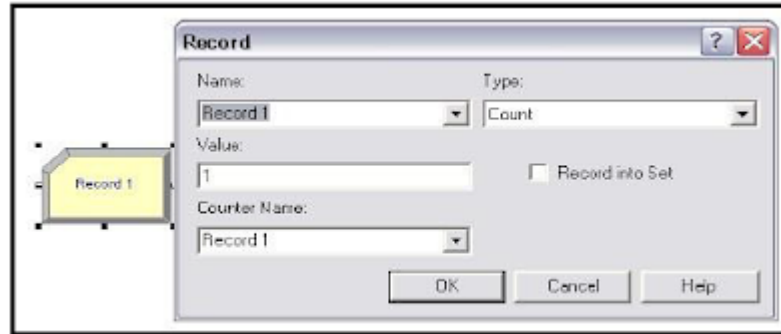 Record
Name:
Type:
Record 1
Count
Value:
1
Record into Set
Record 1
Counter Name:
Record 1
OK
Cancel
Help